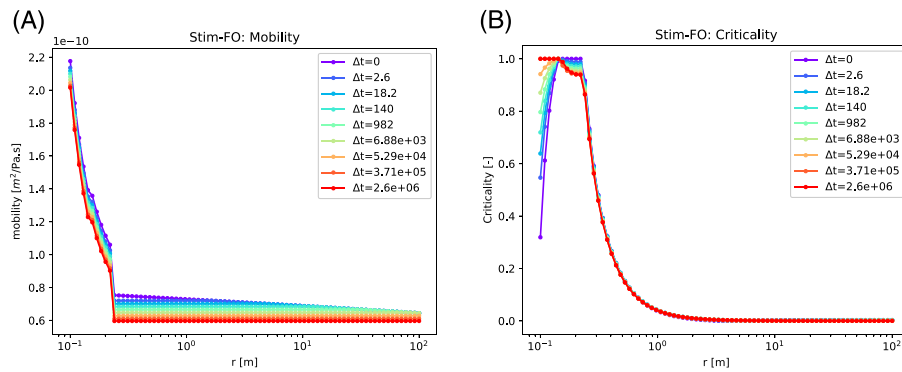 (A)
Stim-FO: Mobility
1e−10
2.2
2.0
1.8
1.6
1.4
1.2
1.0
0.8
0.6
mobility [m²/Pa,s]
10⁻¹
10⁰
10¹
10²
r [m]
Δt=0
Δt=2.6
Δt=18.2
Δt=140
Δt=982
Δt=6.88e+03
Δt=5.29e+04
Δt=3.71e+05
Δt=2.6e+06
(B)
Stim-FO: Criticality
1.0
0.8
0.6
0.4
0.2
0.0
Criticality [-]
10⁻¹
10⁰
10¹
10²
r [m]
Δt=0
Δt=2.6
Δt=18.2
Δt=140
Δt=982
Δt=6.88e+03
Δt=5.29e+04
Δt=3.71e+05
Δt=2.6e+06